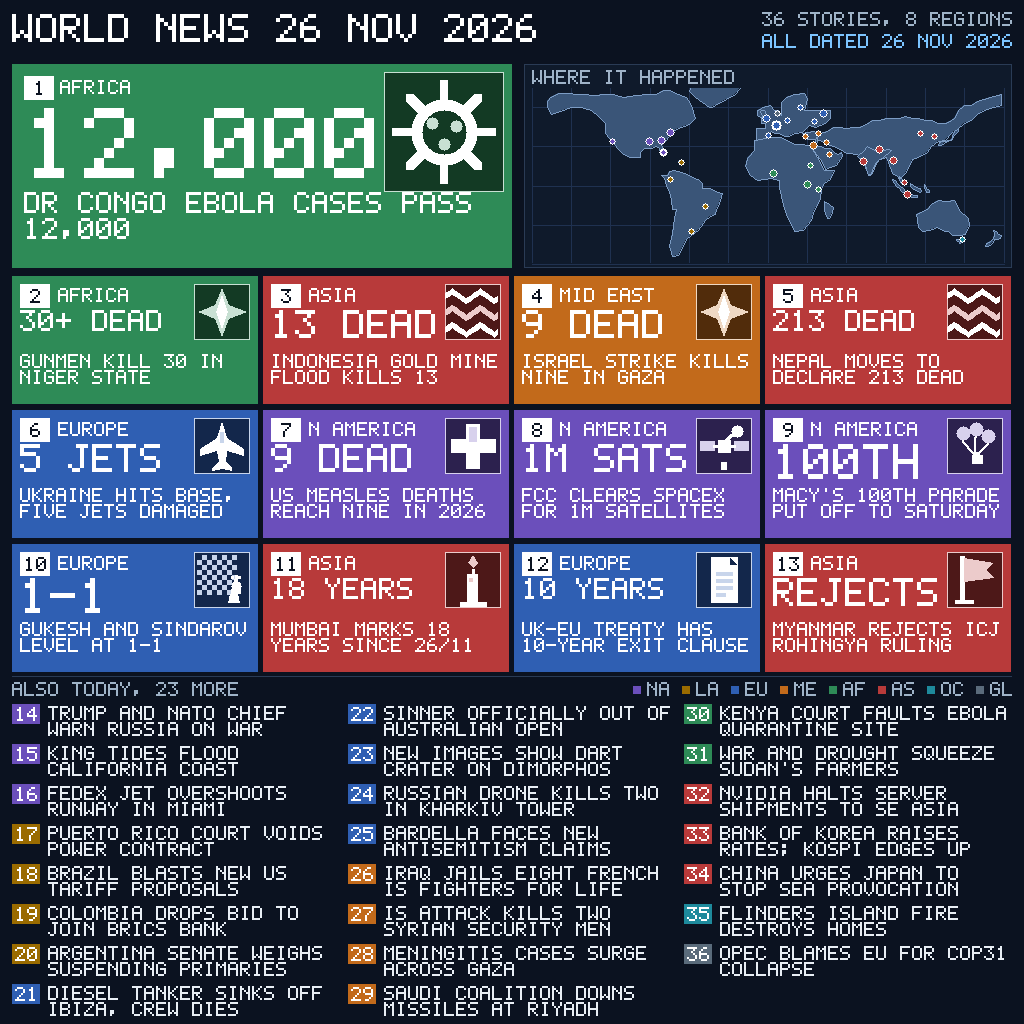 WORLD NEWS 26 NOV 2026
36 STORIES, 8 REGIONS
ALL DATED 26 NOV 2026
1 AFRICA
12,000
DR CONGO EBOLA CASES PASS
12,000
WHERE IT HAPPENED
2 AFRICA
30+ DEAD
GUNMEN KILL 30 IN
NIGER STATE
3 ASIA
13 DEAD
INDONESIA GOLD MINE
FLOOD KILLS 13
4 MID EAST
9 DEAD
ISRAEL STRIKE KILLS
NINE IN GAZA
5 ASIA
213 DEAD
NEPAL MOVES TO
DECLARE 213 DEAD
6 EUROPE
5 JETS
UKRAINE HITS BASE,
FIVE JETS DAMAGED
7 N AMERICA
9 DEAD
US MEASLES DEATHS
REACH NINE IN 2026
8 N AMERICA
1M SATS
FCC CLEARS SPACEX
FOR 1M SATELLITES
9 N AMERICA
100TH
MACY'S 100TH PARADE
PUT OFF TO SATURDAY
10 EUROPE
1-1
GUKESH AND SINDAROV
LEVEL AT 1-1
11 ASIA
18 YEARS
MUMBAI MARKS 18
YEARS SINCE 26/11
12 EUROPE
10 YEARS
UK-EU TREATY HAS
10-YEAR EXIT CLAUSE
13 ASIA
REJECTS
MYANMAR REJECTS ICJ
ROHINGYA RULING
ALSO TODAY, 23 MORE
NA LA EU ME AF AS OC GL
14 TRUMP AND NATO CHIEF
WARN RUSSIA ON WAR
15 KING TIDES FLOOD
CALIFORNIA COAST
16 FEDEX JET OVERSHOOTS
RUNWAY IN MIAMI
17 PUERTO RICO COURT VOIDS
POWER CONTRACT
18 BRAZIL BLASTS NEW US
TARIFF PROPOSALS
19 COLOMBIA DROPS BID TO
JOIN BRICS BANK
20 ARGENTINA SENATE WEIGHS
SUSPENDING PRIMARIES
21 DIESEL TANKER SINKS OFF
IBIZA, CREW DIES
22 SINNER OFFICIALLY OUT OF
AUSTRALIAN OPEN
23 NEW IMAGES SHOW DART
CRATER ON DIMORPHOS
24 RUSSIAN DRONE KILLS TWO
IN KHARKIV TOWER
25 BARDELLA FACES NEW
ANTISEMITISM CLAIMS
26 IRAQ JAILS EIGHT FRENCH
IS FIGHTERS FOR LIFE
27 IS ATTACK KILLS TWO
SYRIAN SECURITY MEN
28 MENINGITIS CASES SURGE
ACROSS GAZA
29 SAUDI COALITION DOWNS
MISSILES AT RIYADH
30 KENYA COURT FAULTS EBOLA
QUARANTINE SITE
31 WAR AND DROUGHT SQUEEZE
SUDAN'S FARMERS
32 NVIDIA HALTS SERVER
SHIPMENTS TO SE ASIA
33 BANK OF KOREA RAISES
RATES; KOSPI EDGES UP
34 CHINA URGES JAPAN TO
STOP SEA PROVOCATION
35 FLINDERS ISLAND FIRE
DESTROYS HOMES
36 OPEC BLAMES EU FOR COP31
COLLAPSE